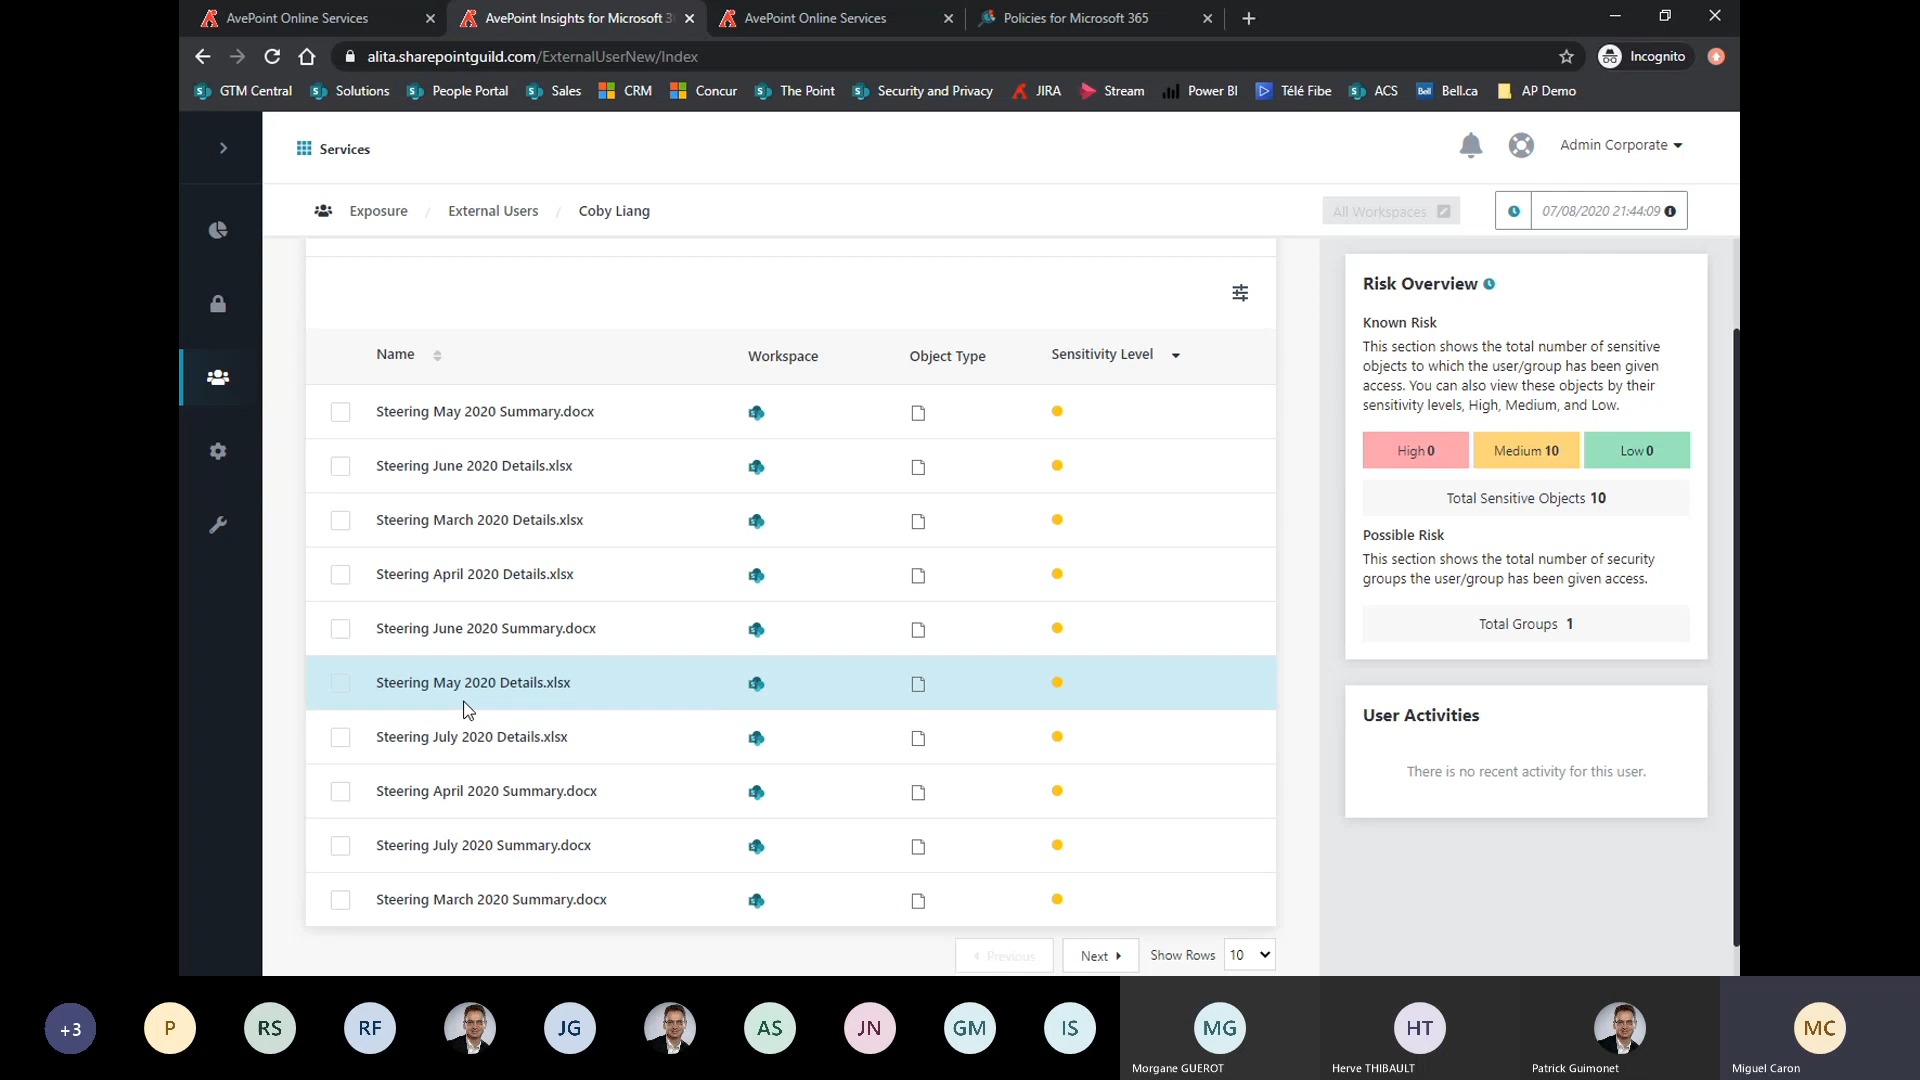 AvePoint Online Services
AvePoint Insights for Microsoft 3
AvePoint Online Services
Policies for Microsoft 365
alita.sharepointguild.com/ExternalUserNew/Index
Incognito
GTM Central
Solutions
People Portal
Sales
CRM
Concur
The Point
Security and Privacy
JIRA
Stream
Power BI
Télé Fibe
ACS
Bell
Bell.ca
AP Demo
Services
Admin Corporate
Exposure / External Users / Coby Liang
All Workspaces
07/08/2020 21:44:09
Name
Workspace
Object Type
Sensitivity Level
Steering May 2020 Summary.docx
Steering June 2020 Details.xlsx
Steering March 2020 Details.xlsx
Steering April 2020 Details.xlsx
Steering June 2020 Summary.docx
Steering May 2020 Details.xlsx
Steering July 2020 Details.xlsx
Steering April 2020 Summary.docx
Steering July 2020 Summary.docx
Steering March 2020 Summary.docx
Previous
Next
Show Rows
10
Risk Overview
Known Risk
This section shows the total number of sensitive
objects to which the user/group has been given
access. You can also view these objects by their
sensitivity levels, High, Medium, and Low.
High 0
Medium 10
Low 0
Total Sensitive Objects 10
Possible Risk
This section shows the total number of security
groups the user/group has been given access.
Total Groups 1
User Activities
There is no recent activity for this user.
+3
P
RS
RF
JG
AS
JN
GM
IS
MG
Morgane GUEROT
HT
Herve THIBAULT
Patrick Guimonet
MC
Miguel Caron